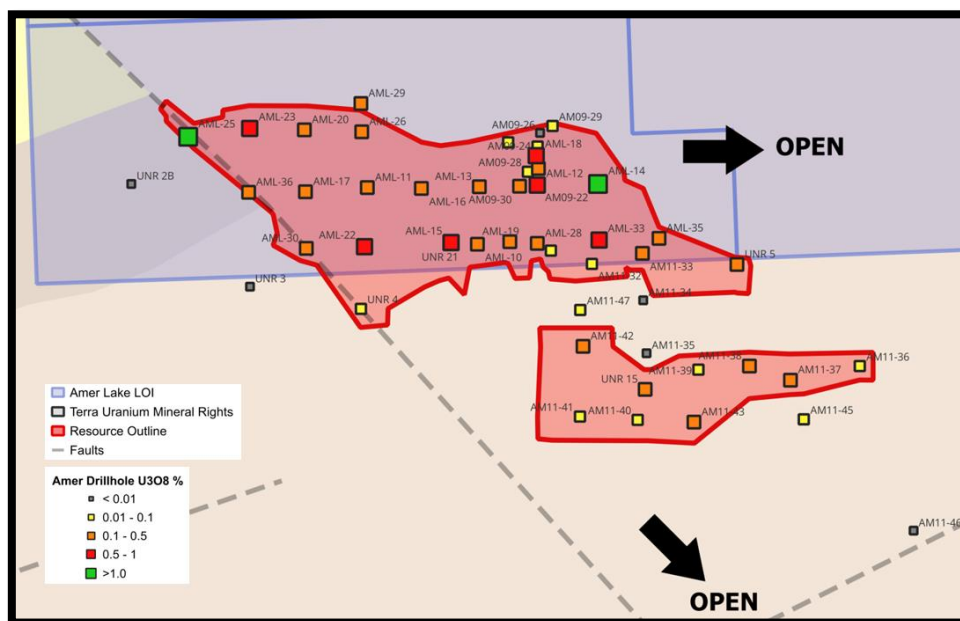 AML-29
AML-23
AML-20
AML-26
AML-25
AM09-26
AM09-29
AM09-24
AML-18
OPEN
UNR 2B
AM09-28
AML-12
AML-14
AML-36
AML-17
AML-11
AML-13
AML-16
AM09-30
AM09-22
AML-30
AML-22
AML-15
UNR 21
AML-19
AML-10
AML-28
AML-33
AML-35
AM11-33
UNR 5
AM11-32
UNR 3
UNR 4
AM11-47
AM11-34
AM11-42
AM11-35
AM11-39
AM11-38
AM11-37
AM11-36
UNR 15
AM11-41
AM11-40
AM11-43
AM11-45
AM11-46
Amer Lake LOI
Terra Uranium Mineral Rights
Resource Outline
Faults
Amer Drillhole U3O8 %
< 0.01
0.01 - 0.1
0.1 - 0.5
0.5 - 1
>1.0
OPEN